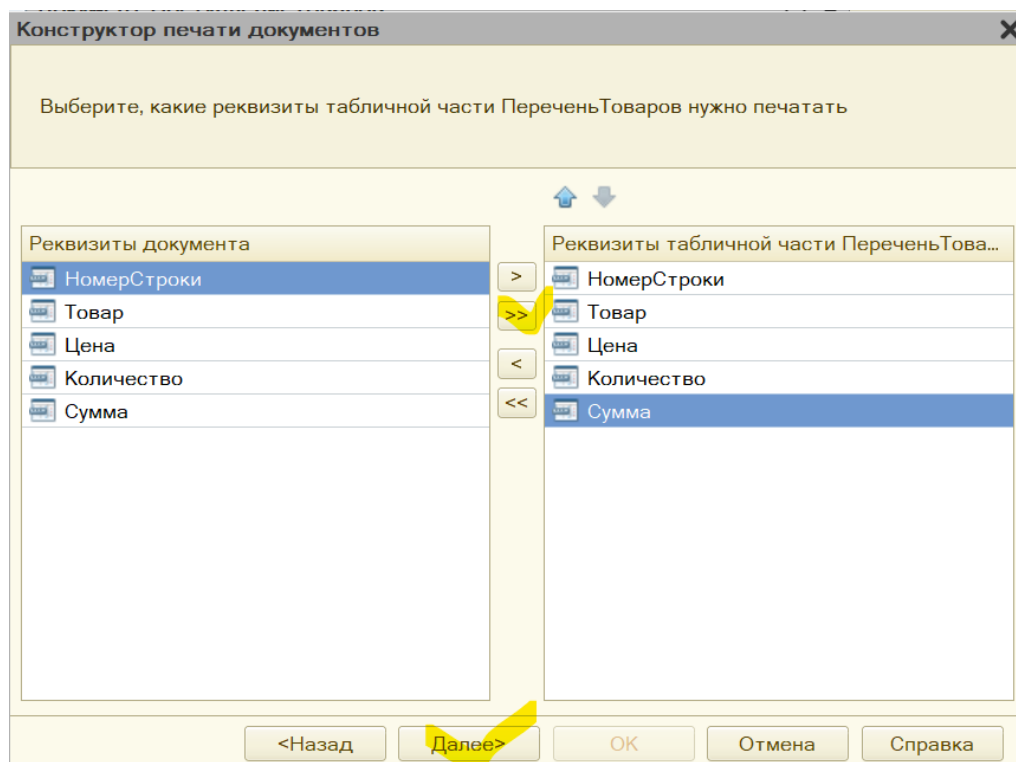 Конструктор печати документов
Выберите, какие реквизиты табличной части ПереченьТоваров нужно печатать
Реквизиты документа
НомерСтроки
Товар
Цена
Количество
Сумма
>
>>
<
<<
Реквизиты табличной части ПереченьТова...
НомерСтроки
Товар
Цена
Количество
Сумма
<Назад
Далее>
ОК
Отмена
Справка